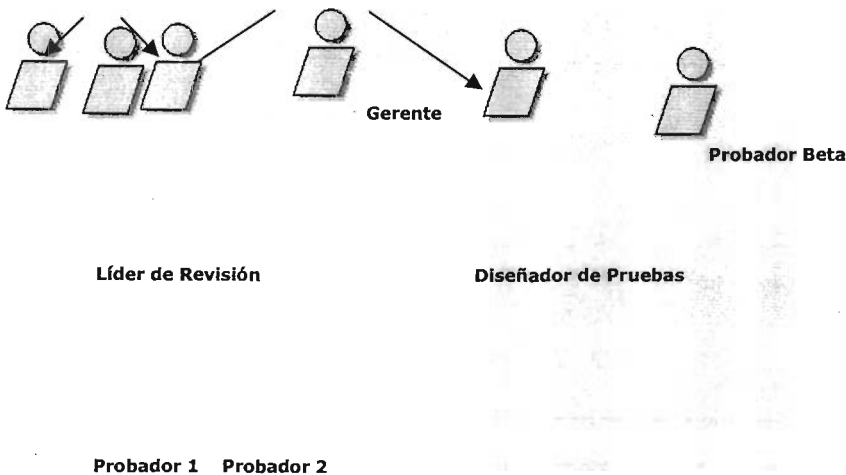 Gerente
Probador Beta
Líder de Revisión
Diseñador de Pruebas
Probador 1
Probador 2